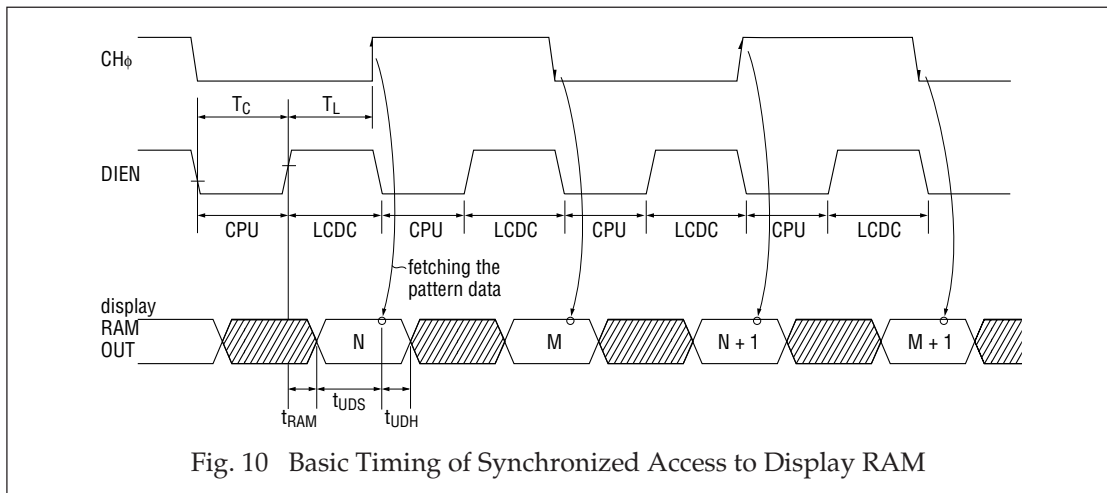 CHϕ
TC TL
DIEN
CPU LCDC CPU LCDC CPU LCDC CPU LCDC
fetching the
pattern data
display
RAM
OUT
N M N + 1 M + 1
tRAM tUDS tUDH
Fig. 10 Basic Timing of Synchronized Access to Display RAM